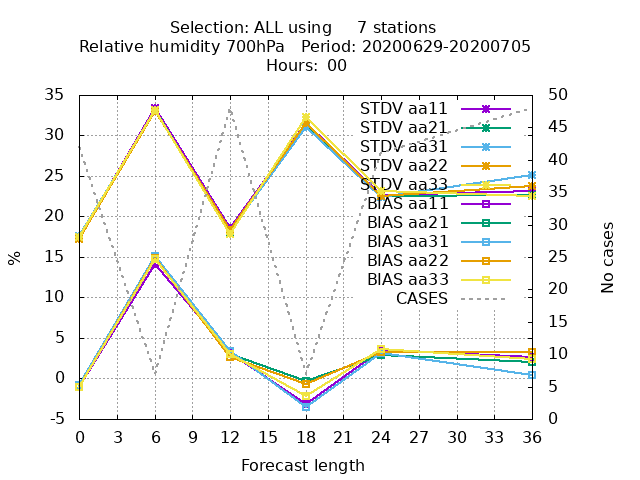 Selection: ALL using     7 stations
Relative humidity 700hPa   Period: 20200629-20200705
Hours: 00
35
30
25
20
15
10
5
0
-5
%
50
45
40
35
30
25
20
15
10
5
0
No cases
STDV aa11
STDV aa21
STDV aa31
STDV aa22
STDV aa33
BIAS aa11
BIAS aa21
BIAS aa31
BIAS aa22
BIAS aa33
CASES
0 3 6 9 12 15 18 21 24 27 30 33 36
Forecast length